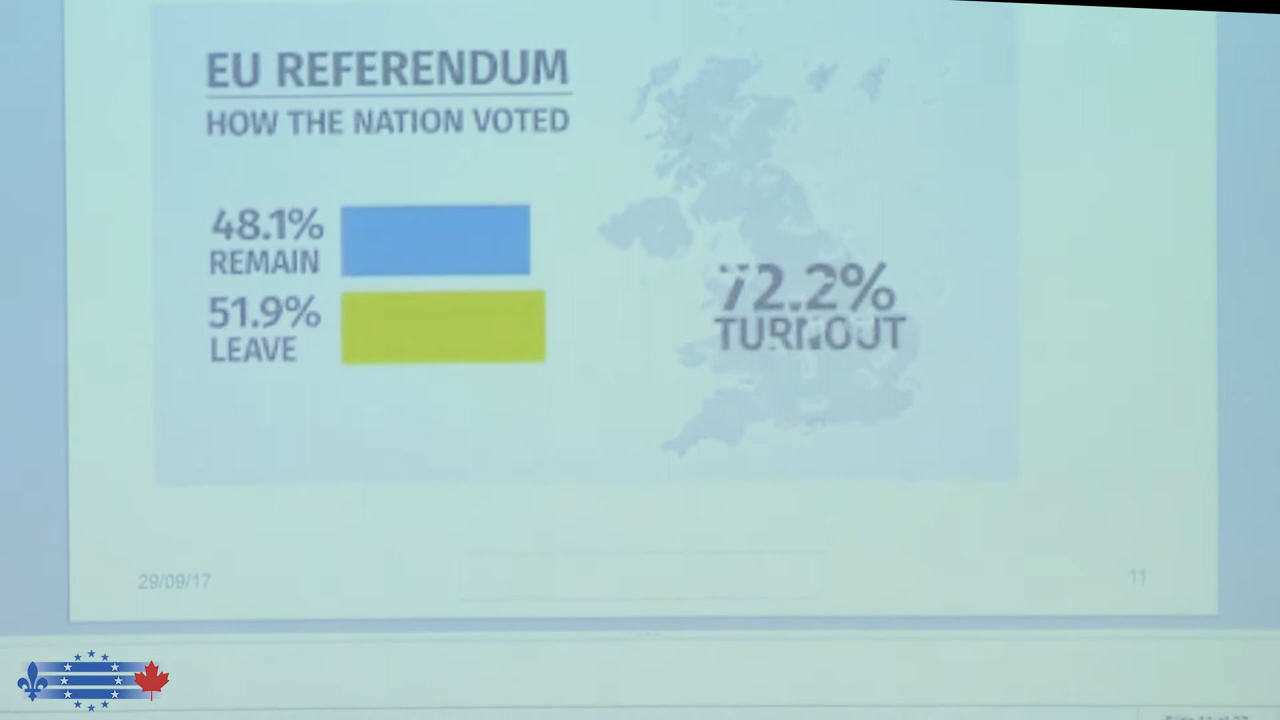 EU REFERENDUM
HOW THE NATION VOTED
48.1%
REMAIN
51.9%
LEAVE
72.2%
TURNOUT
29/09/17
11